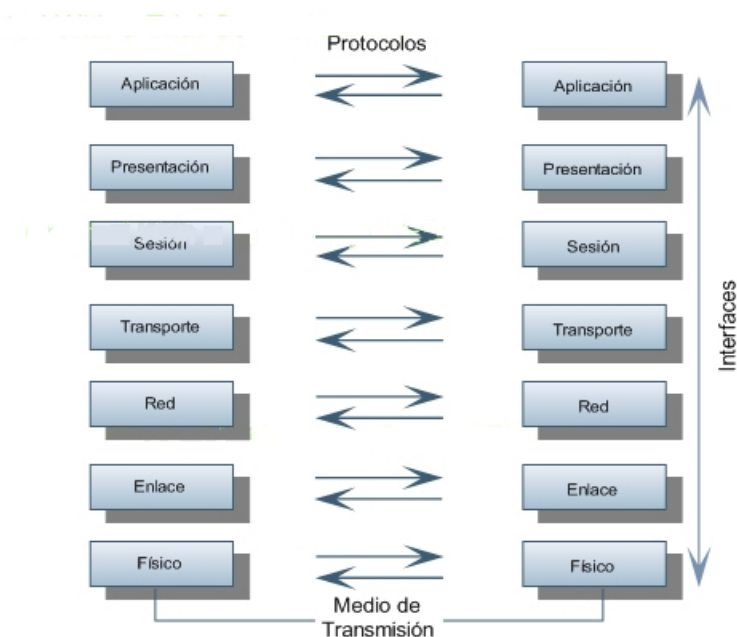 Protocolos
Aplicación
Aplicación
Presentación
Presentación
Sesión
Sesión
Transporte
Transporte
Red
Red
Enlace
Enlace
Físico
Físico
Interfaces
Medio de
Transmisión